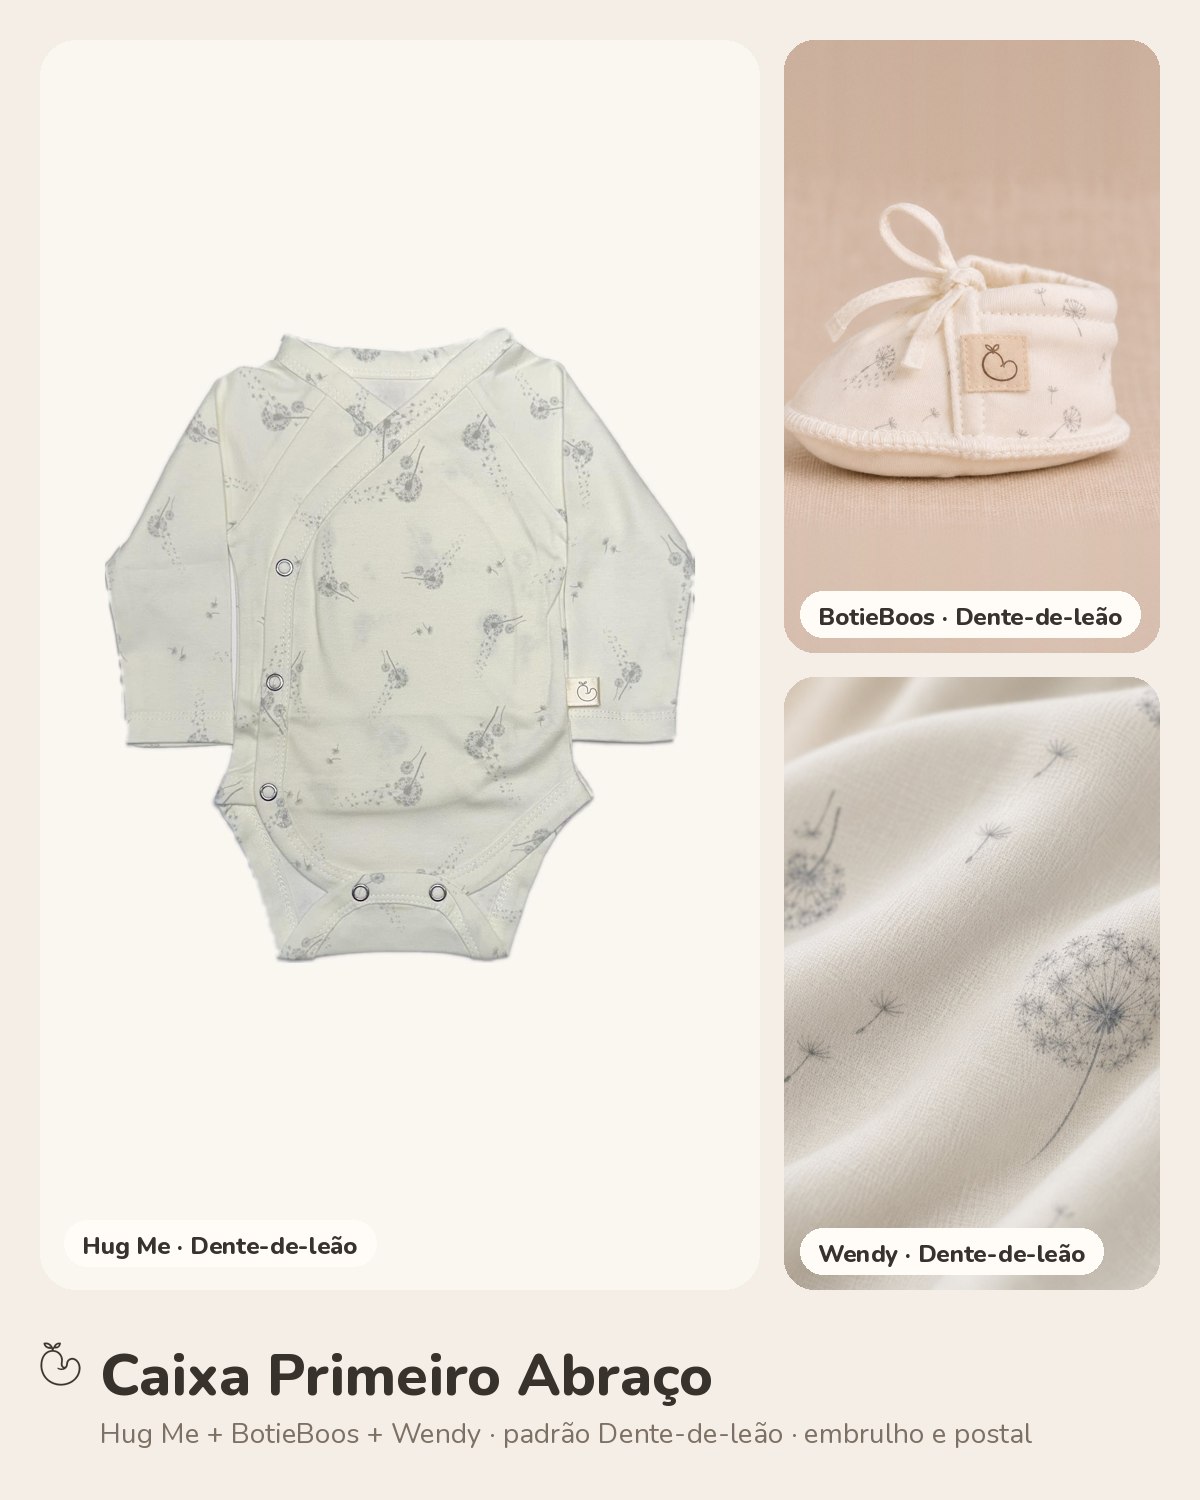 BotieBoos · Dente-de-leão
Hug Me · Dente-de-leão
Wendy · Dente-de-leão
Caixa Primeiro Abraço
Hug Me + BotieBoos + Wendy · padrão Dente-de-leão · embrulho e postal